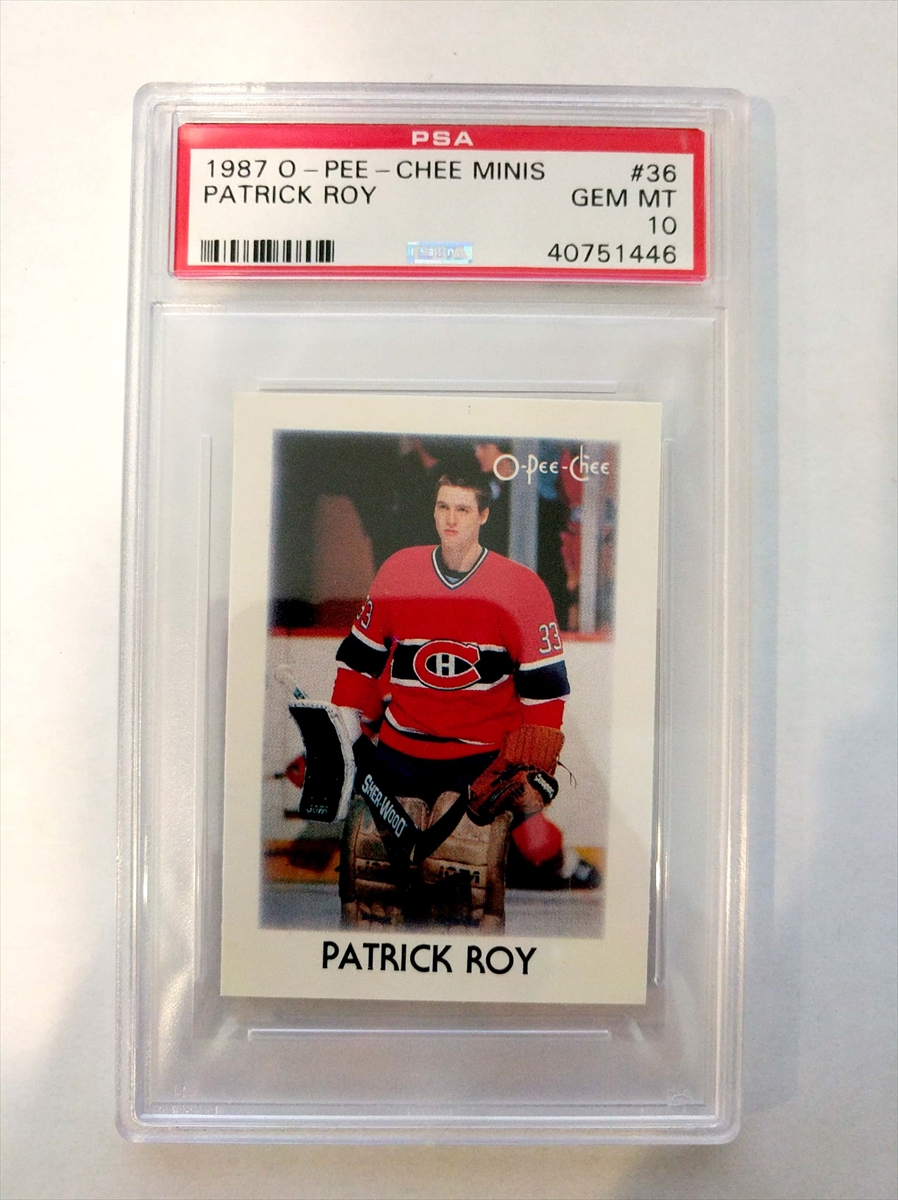 PSA
1987 O-PEE-CHEE MINIS #36
PATRICK ROY GEM MT
10
40751446
O-Pee-Chee
33
33
CH
SHER-WOOD
PATRICK ROY